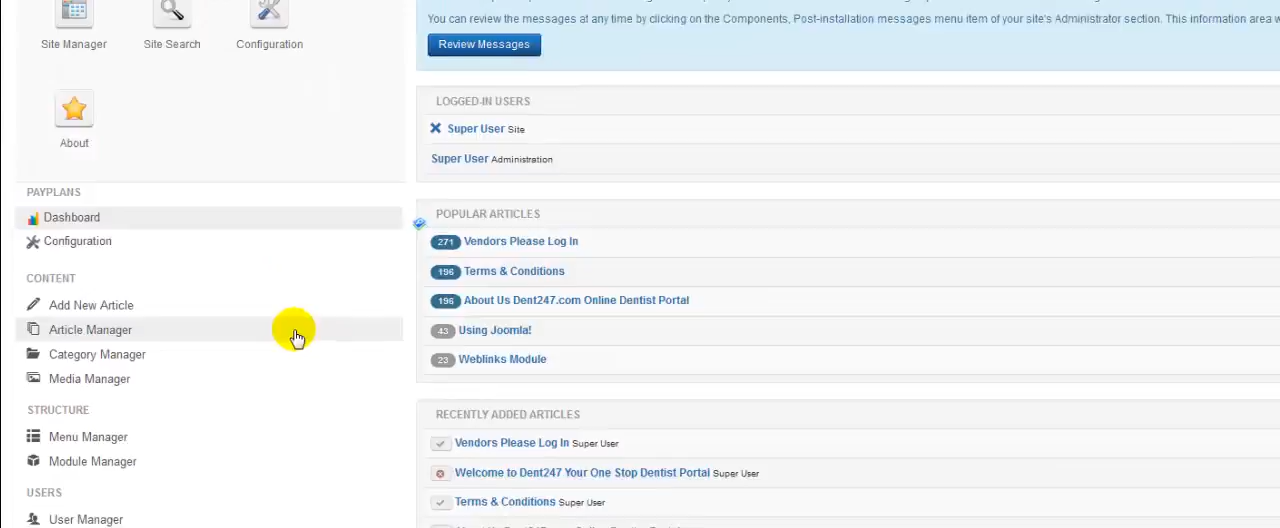 You can review the messages at any time by clicking on the Components, Post-installation messages menu item of your site's Administrator section. This information area w
Site Manager
Site Search
Configuration
Review Messages
About
LOGGED-IN USERS
Super User Site
Super User Administration
PAYPLANS
Dashboard
Configuration
CONTENT
Add New Article
Article Manager
Category Manager
Media Manager
STRUCTURE
Menu Manager
Module Manager
USERS
User Manager
POPULAR ARTICLES
271 Vendors Please Log In
196 Terms & Conditions
196 About Us Dent247.com Online Dentist Portal
43 Using Joomla!
23 Weblinks Module
RECENTLY ADDED ARTICLES
Vendors Please Log In Super User
Welcome to Dent247 Your One Stop Dentist Portal Super User
Terms & Conditions Super User